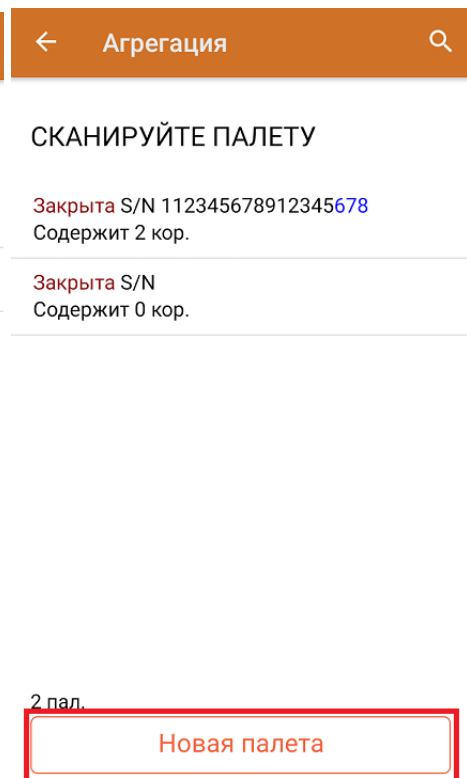 Агрегация
СКАНИРУЙТЕ ПАЛЕТУ
Закрыта S/N 112345678912345678
Содержит 2 кор.
Закрыта S/N
Содержит 0 кор.
2 пал.
Новая палета